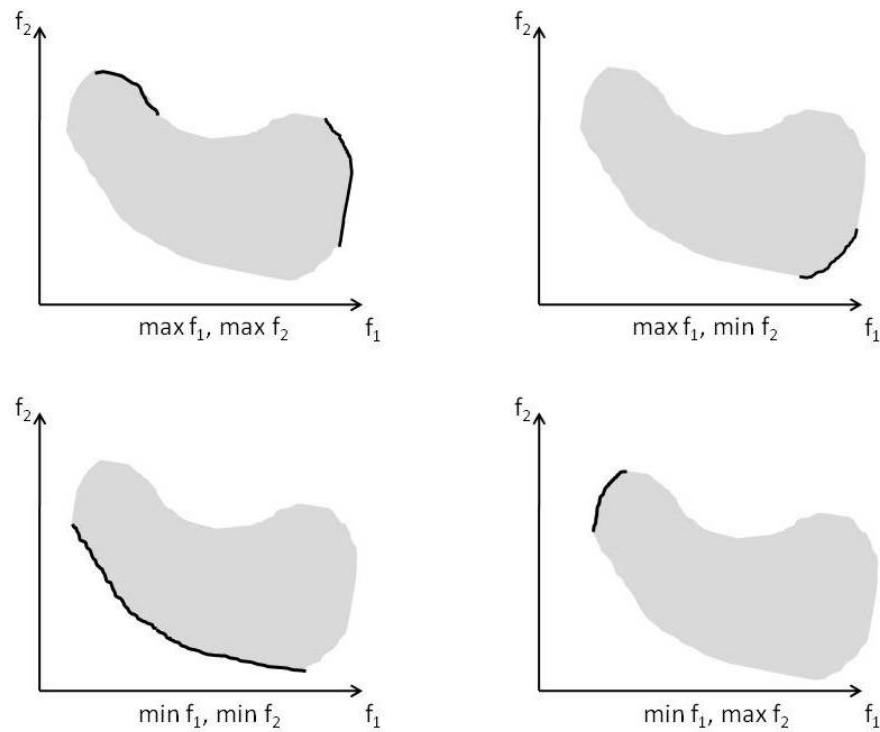 f₂
f₂
max f₁, max f₂
f₁
max f₁, min f₂
f₁
f₂
f₂
min f₁, min f₂
f₁
min f₁, max f₂
f₁